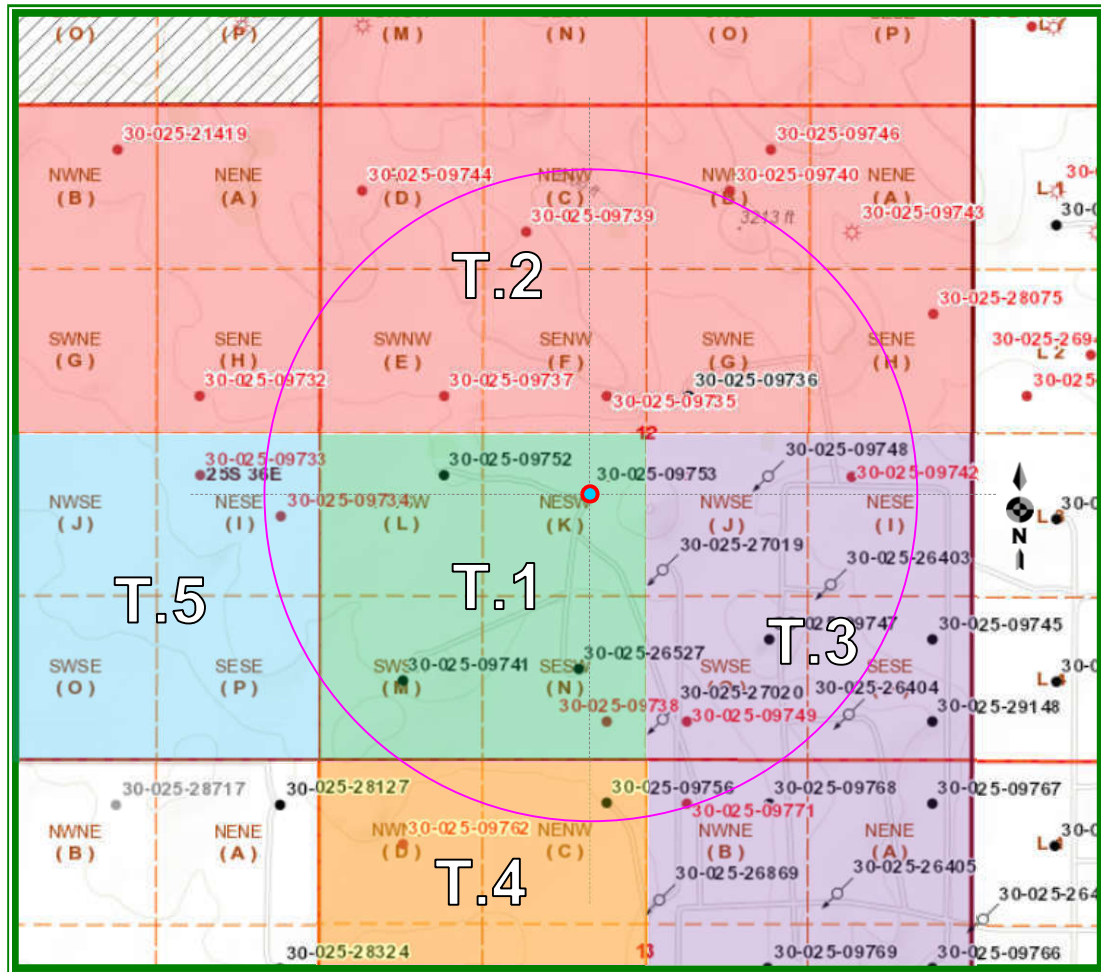 (O)
(P)
(M)
(N)
(O)
(P)
30-025-21419
30-025-09746
NWNE
(B)
NENE
(A)
30-025-09744
(D)
NENW
(C)
30-025-09740
NENE
(A)
L 1
30-025-09739
3213 ft
30-025-09743
T.2
30-025-28075
SWNE
(G)
SENE
(H)
SWNW
(E)
SENW
(F)
SWNE
(G)
SENE
(H)
L 2
30-025-09732
30-025-09737
30-025-09736
30-025-09735
12
30-025-09733
25S 36E
30-025-09752
30-025-09753
30-025-09748
30-025-09742
NWSE
(J)
NESE
(I)
30-025-09734
(L)
NESW
(K)
NWSE
(J)
NESE
(I)
N
30-025-27019
30-025-26403
T.5
T.1
T.3
30-025-09745
SWSE
(O)
SESE
(P)
30-025-09741
(M)
SESW
(N)
30-025-26527
SWSE
SESE
30-025-27020
30-025-26404
30-025-09738
30-025-09749
30-025-29148
30-025-28717
30-025-28127
30-025-09756
30-025-09768
30-025-09767
30-025-09771
NWNE
(B)
NENE
(A)
30-025-09762
(D)
NENW
(C)
NWNE
(B)
NENE
(A)
T.4
30-025-26869
30-025-26405
30-025-28324
13
30-025-09769
30-025-09766